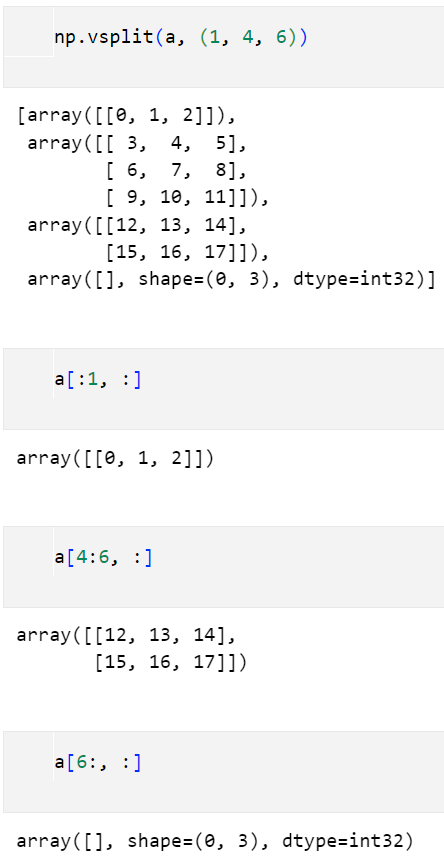 np.vsplit(a, (1, 4, 6))
[array([[0, 1, 2]]),
 array([[ 3,  4,  5],
        [ 6,  7,  8],
        [ 9, 10, 11]]),
 array([[12, 13, 14],
        [15, 16, 17]]),
 array([], shape=(0, 3), dtype=int32)]
a[:1, :]
array([[0, 1, 2]])
a[4:6, :]
array([[12, 13, 14],
       [15, 16, 17]])
a[6:, :]
array([], shape=(0, 3), dtype=int32)